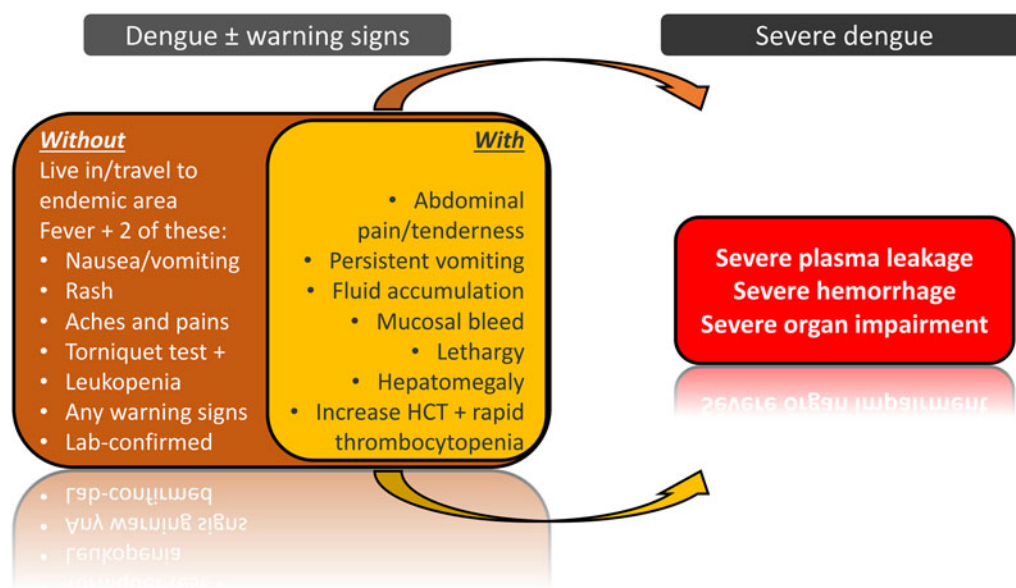 Dengue ± warning signs
Severe dengue
Without
Live in/travel to
endemic area
Fever + 2 of these:
• Nausea/vomiting
• Rash
• Aches and pains
• Torniquet test +
• Leukopenia
• Any warning signs
• Lab-confirmed
With
• Abdominal
pain/tenderness
• Persistent vomiting
• Fluid accumulation
• Mucosal bleed
• Lethargy
• Hepatomegaly
• Increase HCT + rapid
thrombocytopenia
Severe plasma leakage
Severe hemorrhage
Severe organ impairment